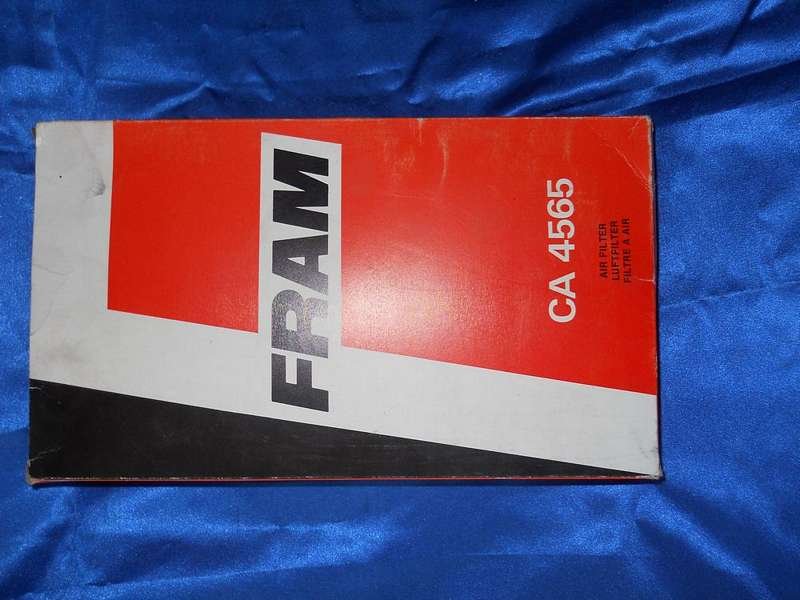 FRAM
CA 4565
AIR FILTER
LUFTFILTER
FILTRE A AIR